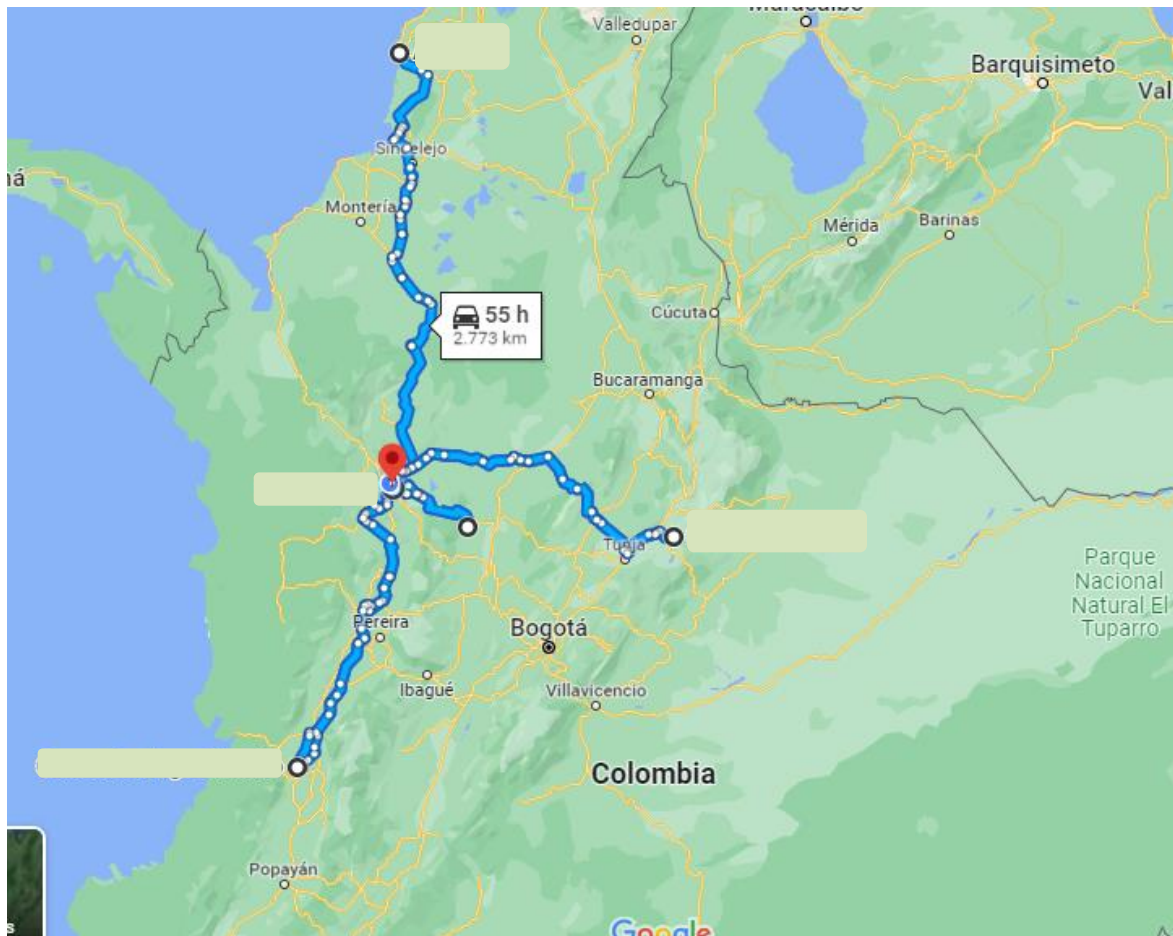 Maracaibo
Valledupar
Barquisimeto
Val
ná
Sincelejo
Montería
Mérida
Barinas
55 h
2.773 km
Cúcuta
Bucaramanga
Tunja
Parque
Nacional
Natural El
Tuparro
Pereira
Bogotá
Ibagué
Villavicencio
Colombia
Popayán
s
Google